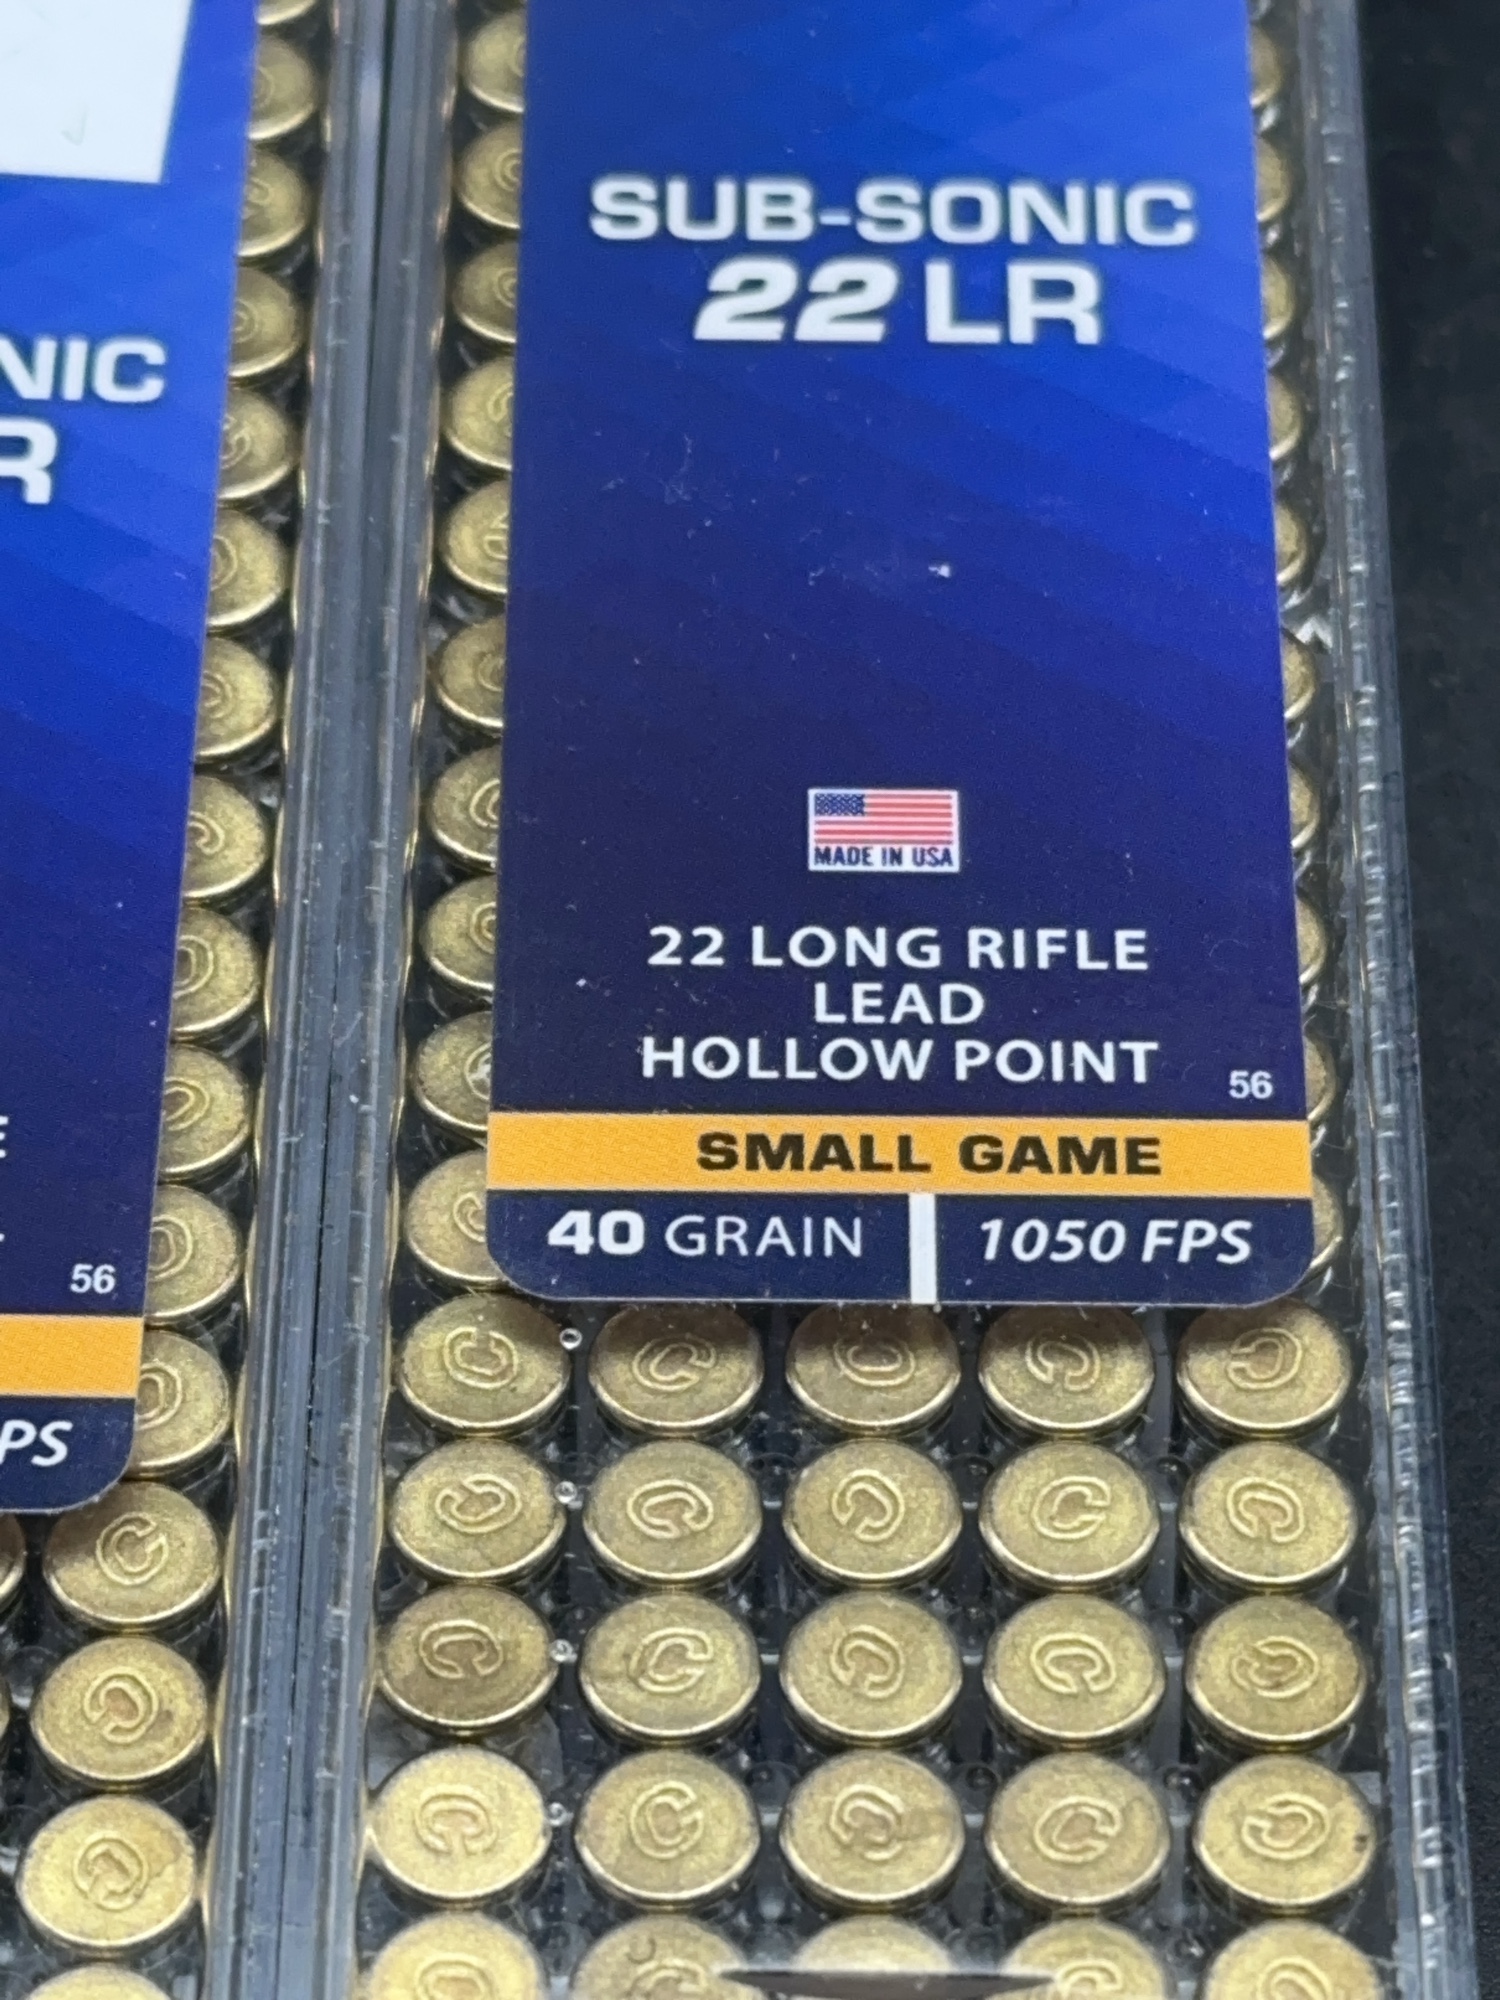 NIC
R
E
56
PS
SUB-SONIC
22 LR
MADE IN USA
22 LONG RIFLE
LEAD
HOLLOW POINT
56
SMALL GAME
40 GRAIN
1050 FPS
C C C C C
C C C C C
C C C C C
C C C C C